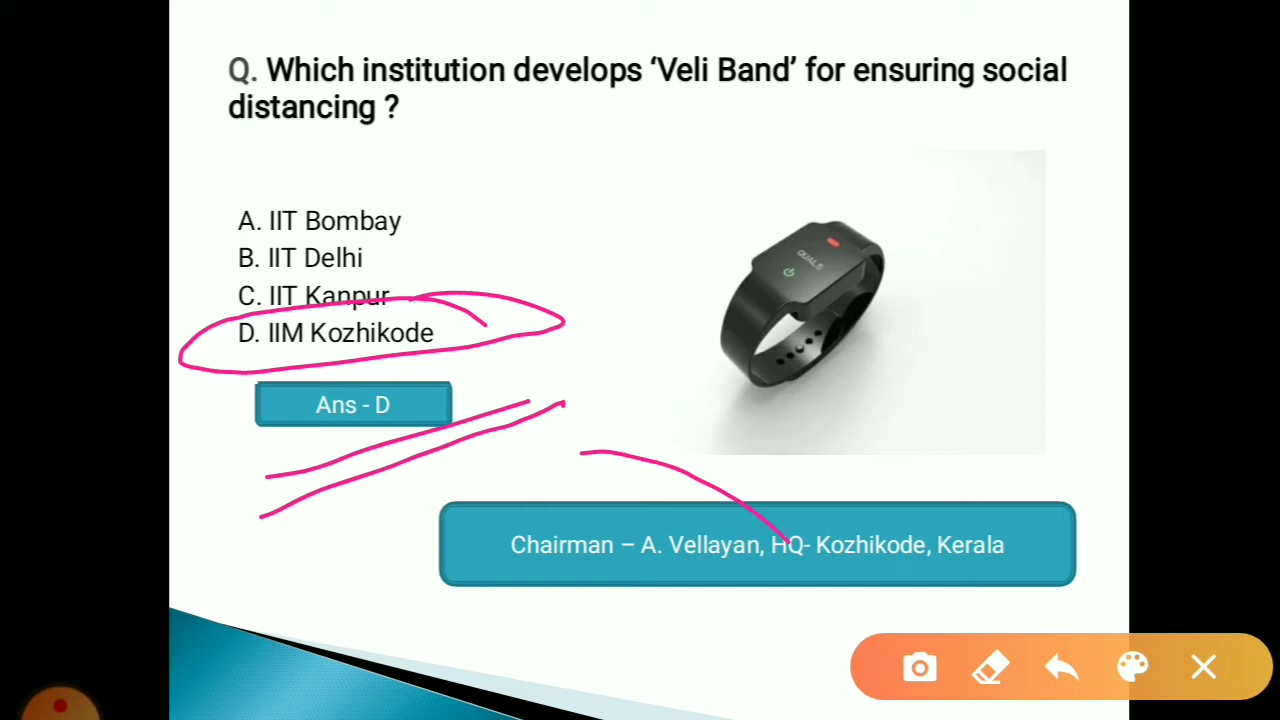 Q. Which institution develops ‘Veli Band’ for ensuring social
distancing ?
A. IIT Bombay
B. IIT Delhi
C. IIT Kanpur
D. IIM Kozhikode
Ans - D
QUAL5
Chairman – A. Vellayan, HQ- Kozhikode, Kerala